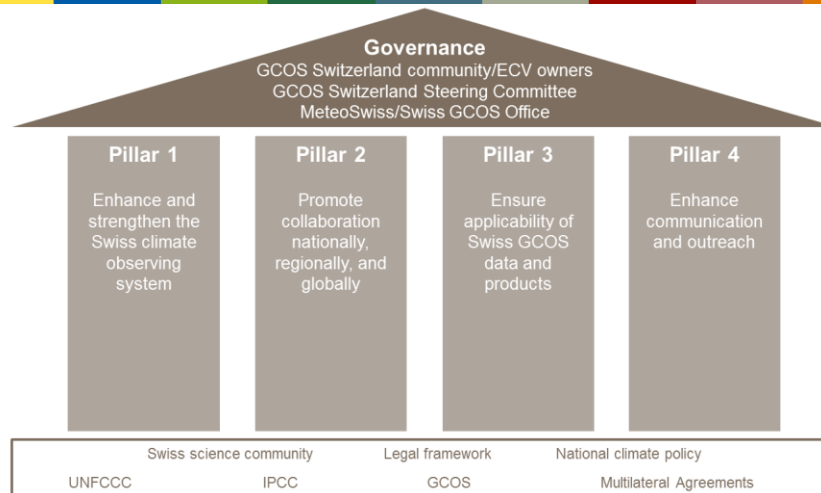 Governance
GCOS Switzerland community/ECV owners
GCOS Switzerland Steering Committee
MeteoSwiss/Swiss GCOS Office
Pillar 1
Enhance and
strengthen the
Swiss climate
observing
system
Pillar 2
Promote
collaboration
nationally,
regionally, and
globally
Pillar 3
Ensure
applicability of
Swiss GCOS
data and
products
Pillar 4
Enhance
communication
and outreach
Swiss science community Legal framework National climate policy
UNFCCC IPCC GCOS Multilateral Agreements